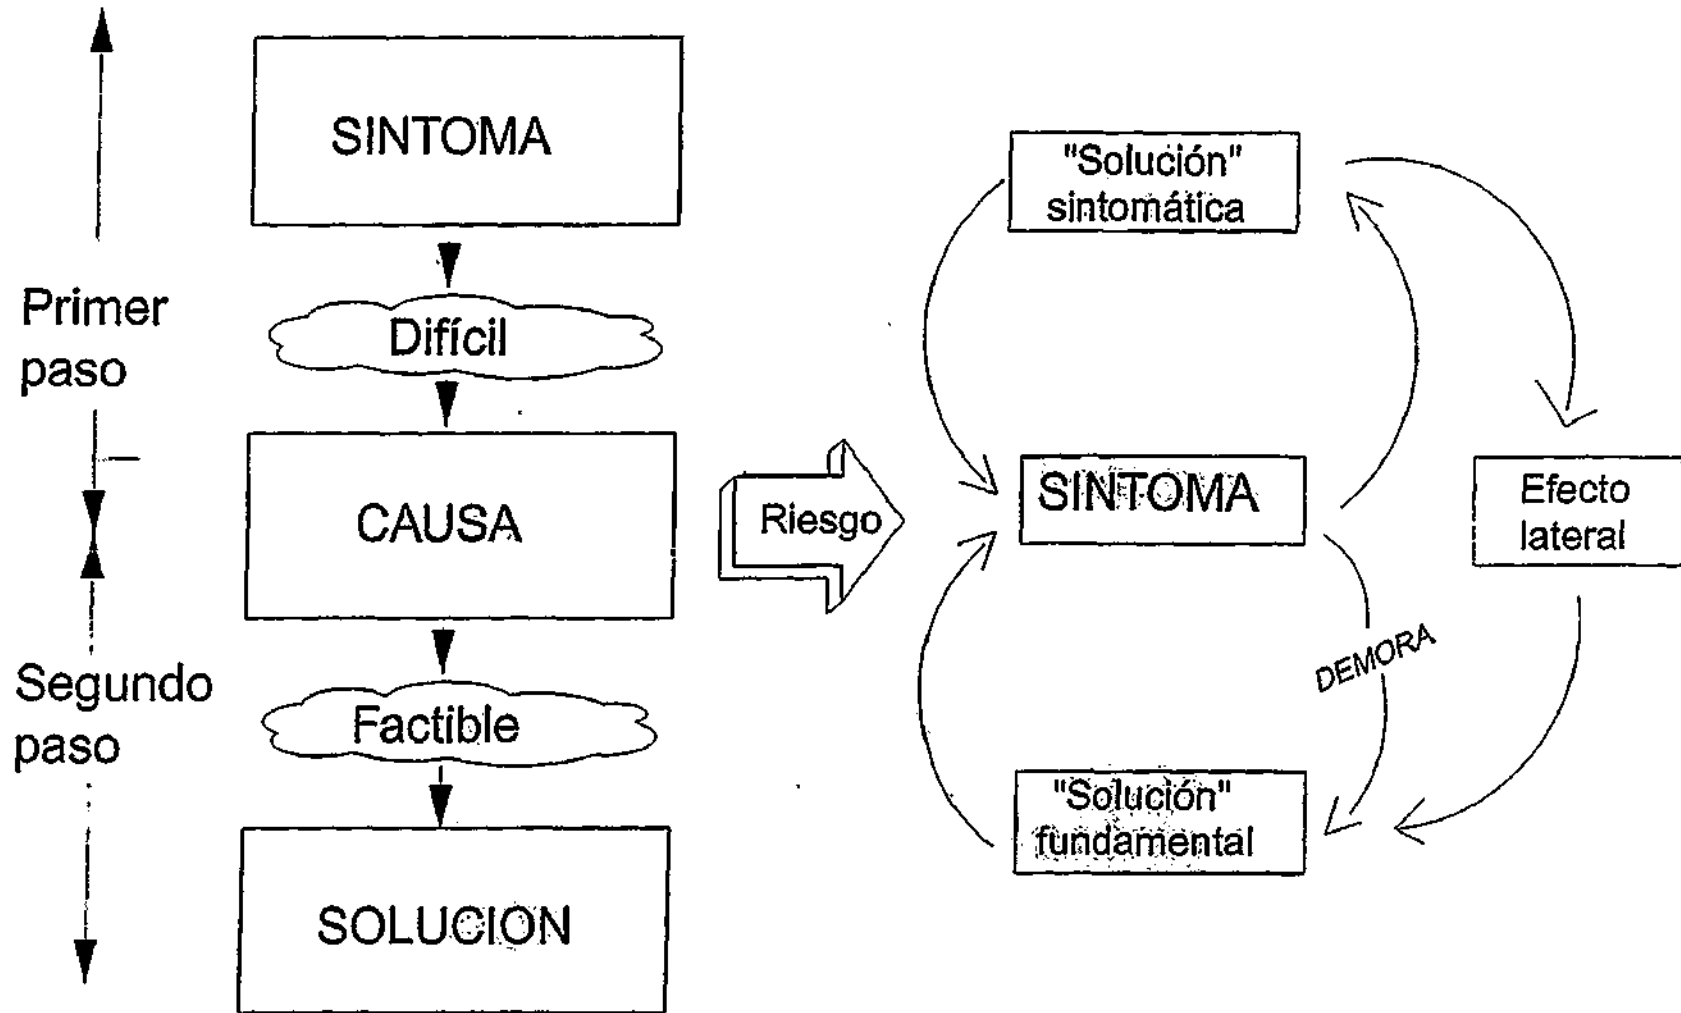 SINTOMA
Primer
paso
Difícil
CAUSA
Segundo
paso
Factible
SOLUCION
Riesgo
"Solución"
sintomática
SINTOMA
Efecto
lateral
DEMORA
"Solución"
fundamental